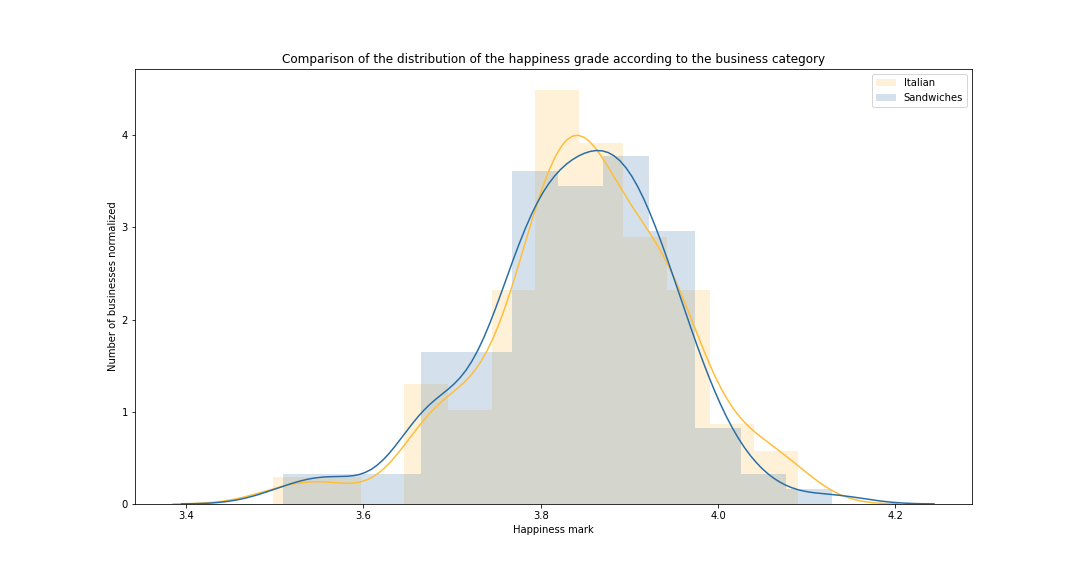 Comparison of the distribution of the happiness grade according to the business category
Italian
Sandwiches
Number of businesses normalized
4
3
2
1
0
3.4
3.6
3.8
4.0
4.2
Happiness mark